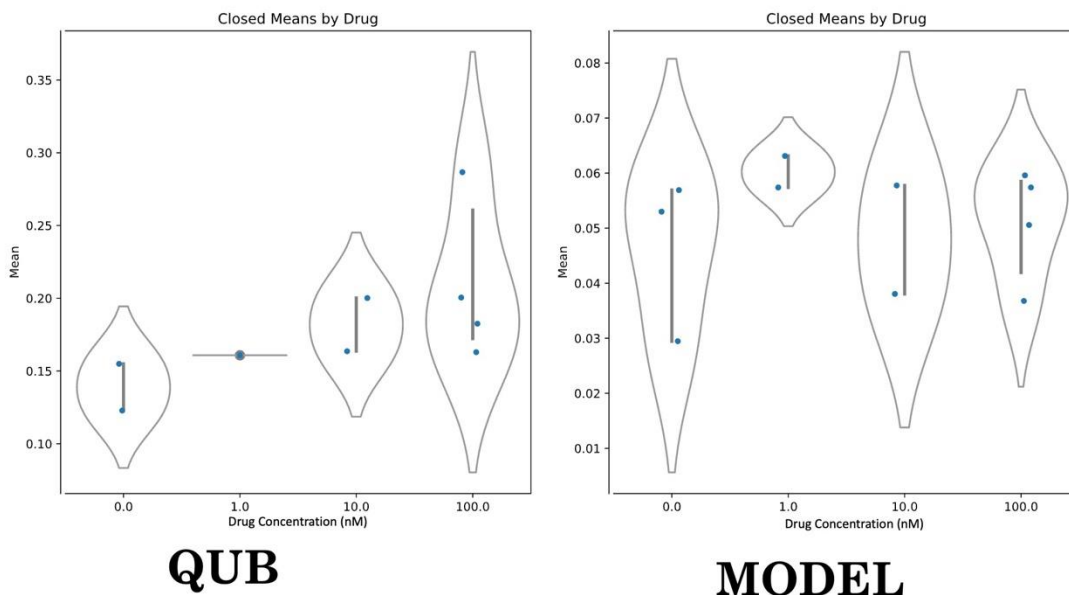 Closed Means by Drug
Mean
0.35
0.30
0.25
0.20
0.15
0.10
0.0 1.0 10.0 100.0
Drug Concentration (nM)
QUB
Closed Means by Drug
Mean
0.08
0.07
0.06
0.05
0.04
0.03
0.02
0.01
0.0 1.0 10.0 100.0
Drug Concentration (nM)
MODEL